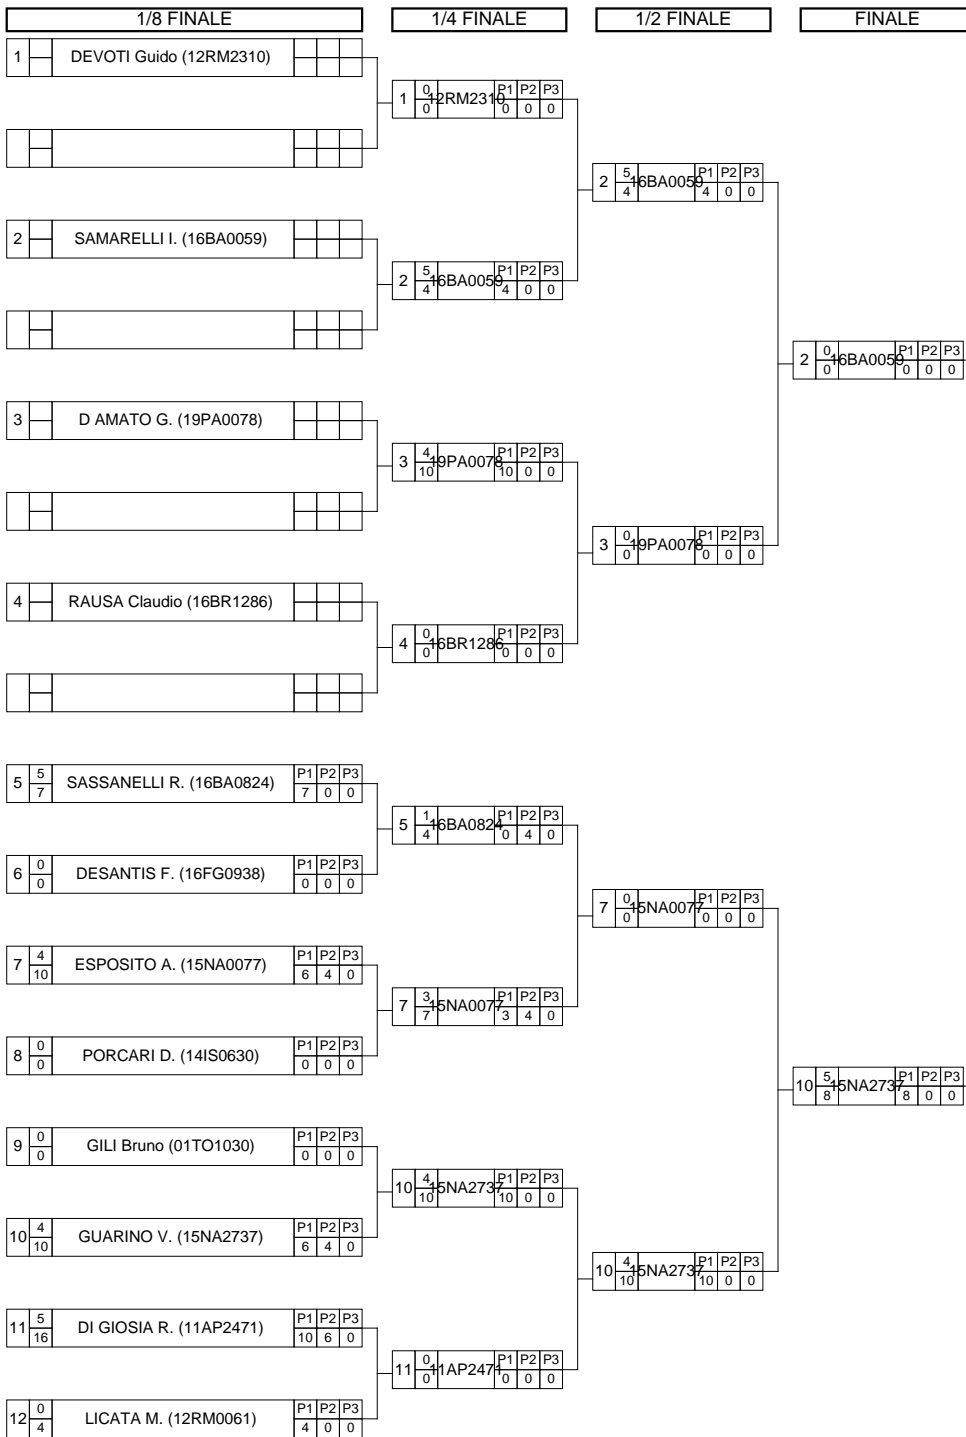 1/8 FINALE
1/4 FINALE
1/2 FINALE
FINALE
1 DEVOTI Guido (12RM2310)
1 0 12RM2310 P1 P2 P3
0 0 0 0
2 5 16BA0059 P1 P2 P3
4 4 0 0
2 SAMARELLI I. (16BA0059)
2 5 16BA0059 P1 P2 P3
4 4 0 0
2 0 16BA0059 P1 P2 P3
0 0 0 0
3 D AMATO G. (19PA0078)
3 4 19PA0078 P1 P2 P3
10 10 0 0
3 0 19PA0078 P1 P2 P3
0 0 0 0
4 RAUSA Claudio (16BR1286)
4 0 16BR1286 P1 P2 P3
0 0 0 0
5 5 SASSANELLI R. (16BA0824) P1 P2 P3
7 7 0 0
5 1 16BA0824 P1 P2 P3
4 0 4 0
6 0 DESANTIS F. (16FG0938) P1 P2 P3
0 0 0 0
7 0 15NA0077 P1 P2 P3
0 0 0 0
7 4 ESPOSITO A. (15NA0077) P1 P2 P3
10 6 4 0
7 3 15NA0077 P1 P2 P3
7 3 4 0
8 0 PORCARI D. (14IS0630) P1 P2 P3
0 0 0 0
10 5 15NA2737 P1 P2 P3
8 8 0 0
9 0 GILI Bruno (01TO1030) P1 P2 P3
0 0 0 0
10 4 15NA2737 P1 P2 P3
10 10 0 0
10 4 GUARINO V. (15NA2737) P1 P2 P3
10 6 4 0
10 4 15NA2737 P1 P2 P3
10 10 0 0
11 5 DI GIOSIA R. (11AP2471) P1 P2 P3
16 10 6 0
11 0 11AP2471 P1 P2 P3
0 0 0 0
12 0 LICATA M. (12RM0061) P1 P2 P3
4 4 0 0